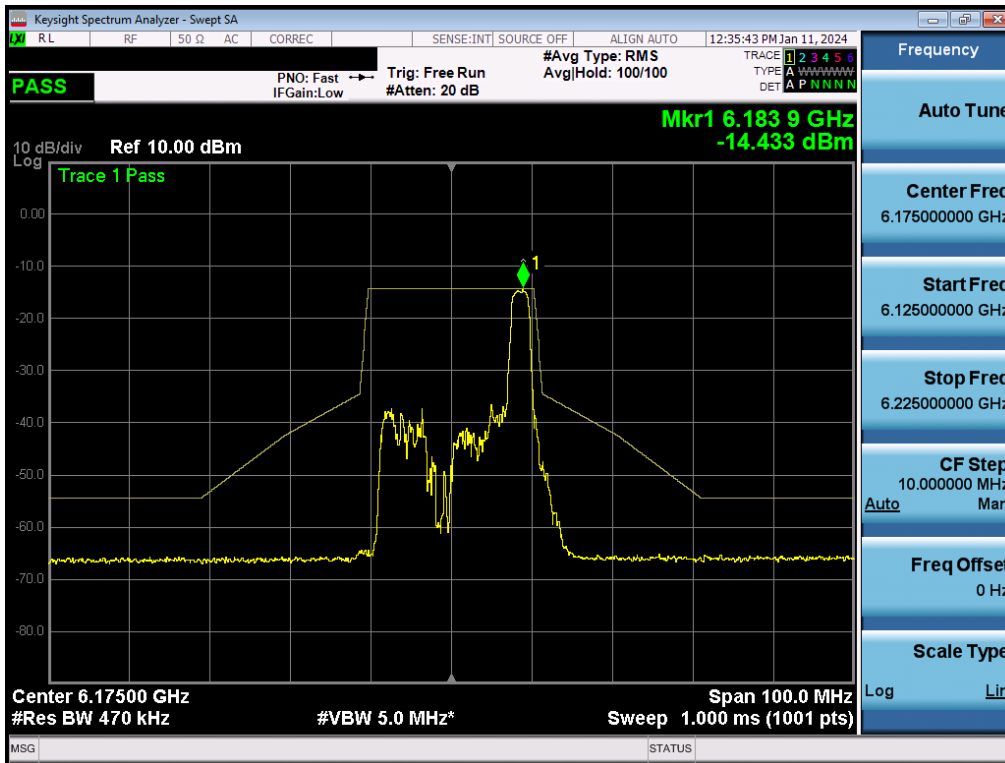 Keysight Spectrum Analyzer - Swept SA
LXI RL RF 50 Ω AC CORREC SENSE:INT SOURCE OFF ALIGN AUTO 12:35:43 PM Jan 11, 2024
PASS
PNO: Fast
IFGain:Low
Trig: Free Run
#Atten: 20 dB
#Avg Type: RMS
Avg|Hold: 100/100
TRACE 1 2 3 4 5 6
TYPE A WWWWW
DET A P N N N N
Mkr1 6.183 9 GHz
-14.433 dBm
10 dB/div Ref 10.00 dBm
Log
Trace 1 Pass
0.00
-10.0
1
-20.0
-30.0
-40.0
-50.0
-60.0
-70.0
-80.0
Center 6.17500 GHz Span 100.0 MHz
#Res BW 470 kHz #VBW 5.0 MHz* Sweep 1.000 ms (1001 pts)
MSG STATUS
Frequency
Auto Tune
Center Freq
6.175000000 GHz
Start Freq
6.125000000 GHz
Stop Freq
6.225000000 GHz
CF Step
10.000000 MHz
Auto Man
Freq Offset
0 Hz
Scale Type
Log Lin